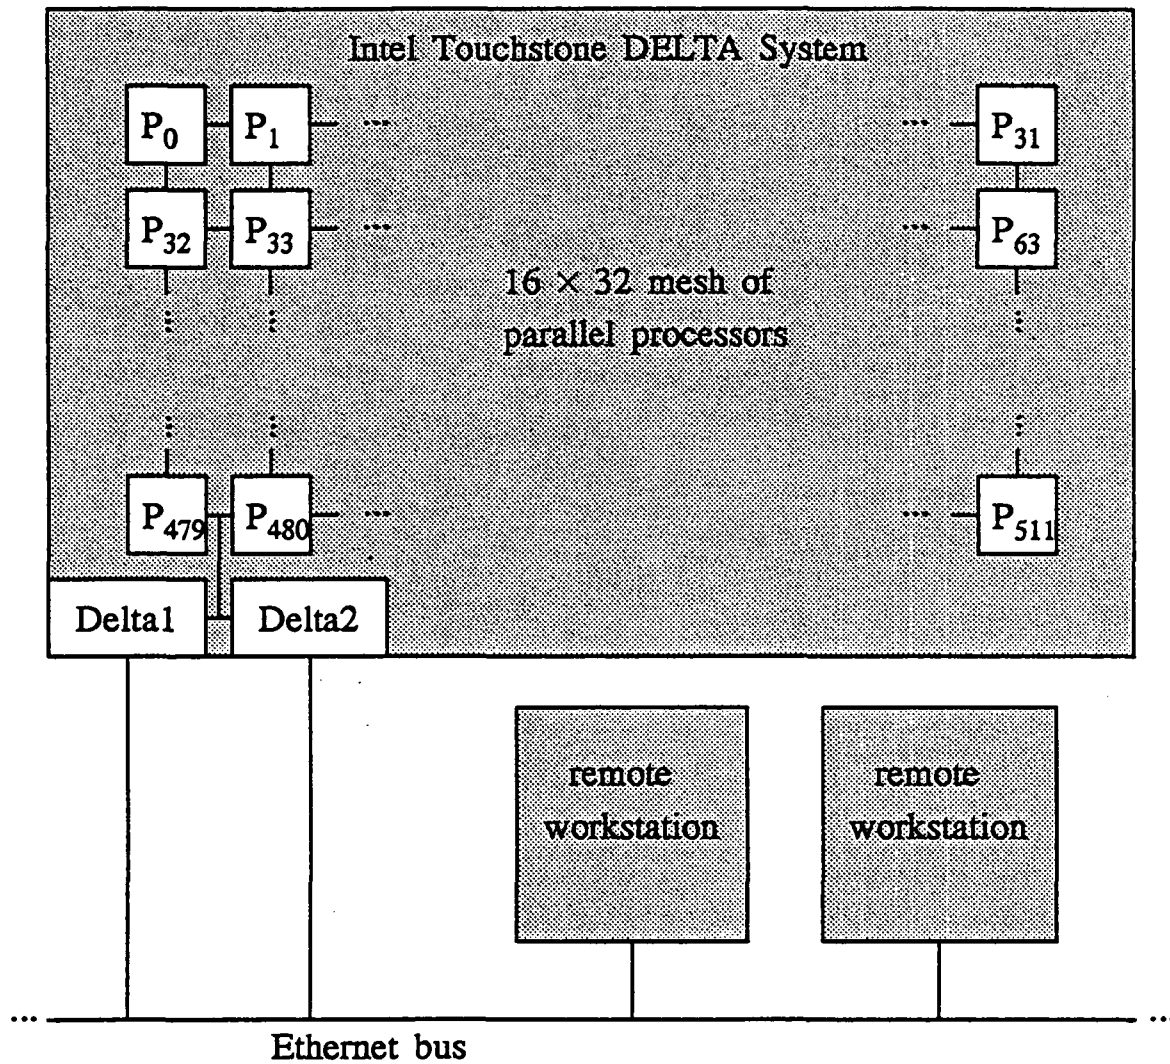 Intel Touchstone DELTA System
P0 P1 ... ... P31
P32 P33 ... ... P63
16 × 32 mesh of
parallel processors
... ... ...
... ... ...
P479 P480 ... ... P511
Delta1 Delta2
remote remote
workstation workstation
... ...
Ethernet bus